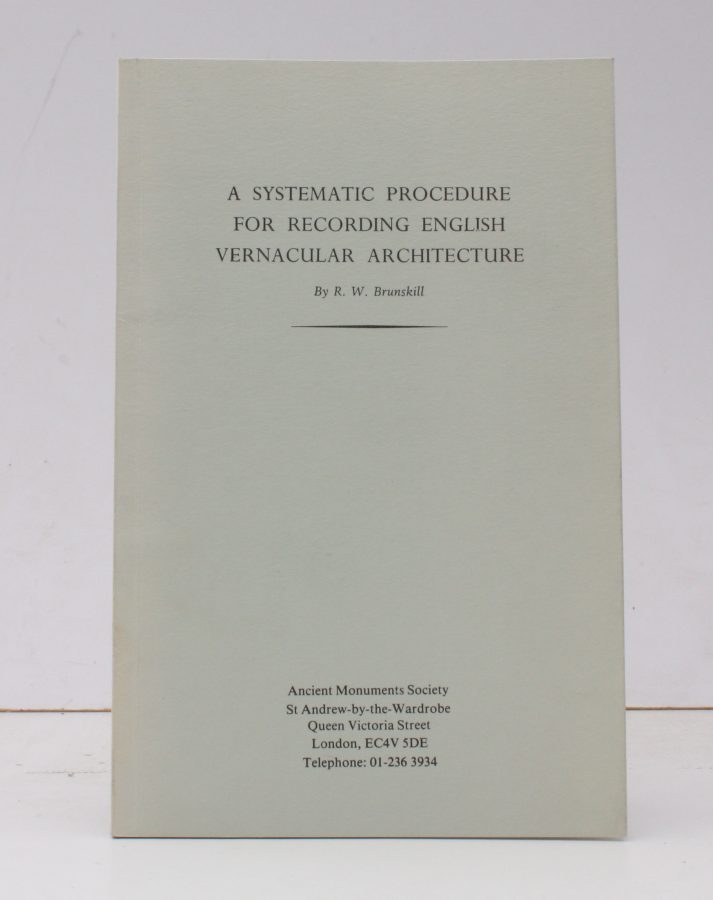 A SYSTEMATIC PROCEDURE
FOR RECORDING ENGLISH
VERNACULAR ARCHITECTURE
By R. W. Brunskill
Ancient Monuments Society
St Andrew-by-the-Wardrobe
Queen Victoria Street
London, EC4V 5DE
Telephone: 01-236 3934